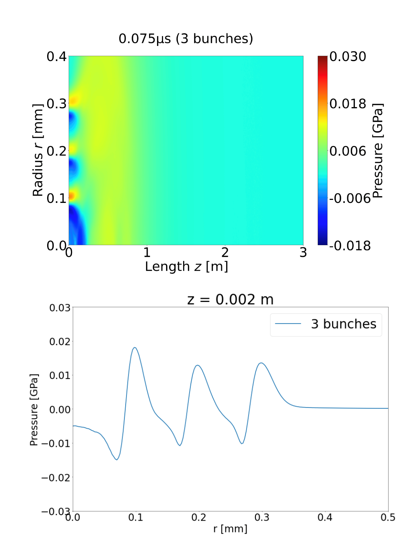 0.075µs (3 bunches)
0.4
0.3
0.2
0.1
0.0
Radius r [mm]
0 1 2 3
Length z [m]
0.030
0.018
0.006
-0.006
-0.018
Pressure [GPa]
z = 0.002 m
3 bunches
0.03
0.02
0.01
0.00
−0.01
−0.02
−0.03
Pressure [GPa]
0.0 0.1 0.2 0.3 0.4 0.5
r [mm]